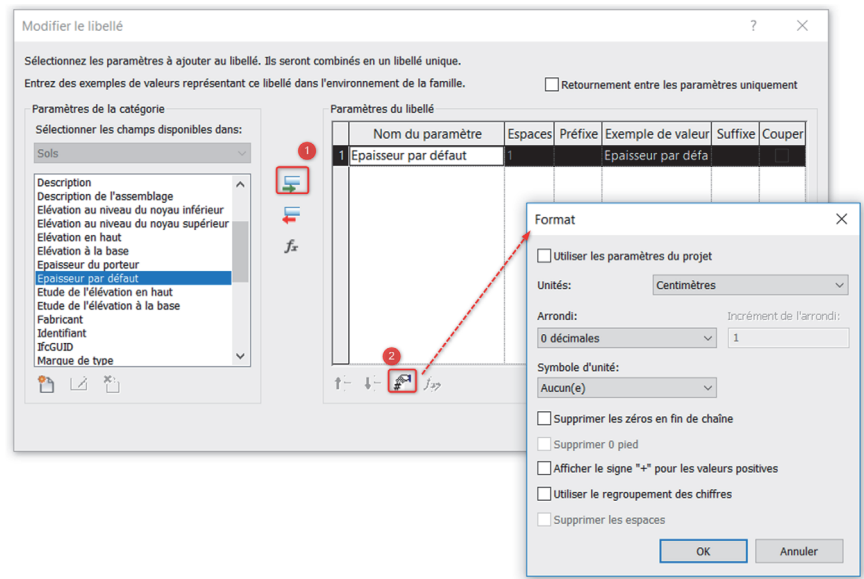 Modifier le libellé
?
Sélectionnez les paramètres à ajouter au libellé. Ils seront combinés en un libellé unique.
Entrez des exemples de valeurs représentant ce libellé dans l'environnement de la famille.
Retournement entre les paramètres uniquement
Paramètres de la catégorie
Sélectionner les champs disponibles dans:
Sols
Description
Description de l'assemblage
Elévation au niveau du noyau inférieur
Elévation au niveau du noyau supérieur
Elévation en haut
Elévation à la base
Epaisseur du porteur
Epaisseur par défaut
Etude de l'élévation en haut
Etude de l'élévation à la base
Fabricant
Identifiant
IfcGUID
Marque de type
1
fx
Paramètres du libellé
Nom du paramètre Espaces Préfixe Exemple de valeur Suffixe Couper
1 Epaisseur par défaut 1 Epaisseur par défa
2
Format
Utiliser les paramètres du projet
Unités: Centimètres
Arrondi: Incrément de l'arrondi:
0 décimales 1
Symbole d'unité:
Aucun(e)
Supprimer les zéros en fin de chaîne
Supprimer 0 pied
Afficher le signe "+" pour les valeurs positives
Utiliser le regroupement des chiffres
Supprimer les espaces
OK Annuler